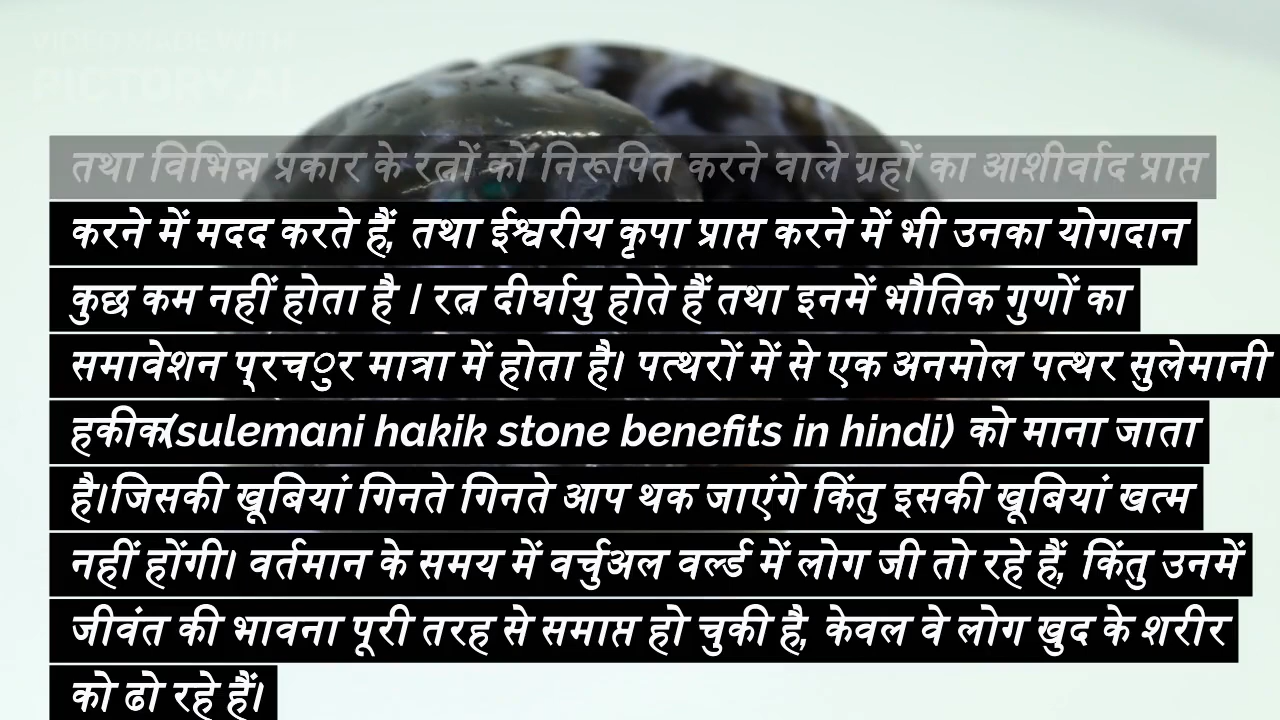 VIDEO MADE WITH
PICTORY.AI
तथा विभिन्न प्रकार के रत्नों को निरूपित करने वाले ग्रहों का आशीर्वाद प्राप्त
करने में मदद करते हैं, तथा ईश्वरीय कृपा प्राप्त करने में भी उनका योगदान
कुछ कम नहीं होता है । रत्न दीर्घायु होते हैं तथा इनमें भौतिक गुणों का
समावेशन प्रच ुर मात्रा में होता है। पत्थरों में से एक अनमोल पत्थर सुलेमानी
हकीक(sulemani hakik stone benefits in hindi) को माना जाता
है।जिसकी खूबियां गिनते गिनते आप थक जाएंगे किंतु इसकी खूबियां खत्म
नहीं होंगी। वर्तमान के समय में वर्चुअल वर्ल्ड में लोग जी तो रहे हैं, किंतु उनमें
जीवंत की भावना पूरी तरह से समाप्त हो चुकी है, केवल वे लोग खुद के शरीर
को ढो रहे हैं।